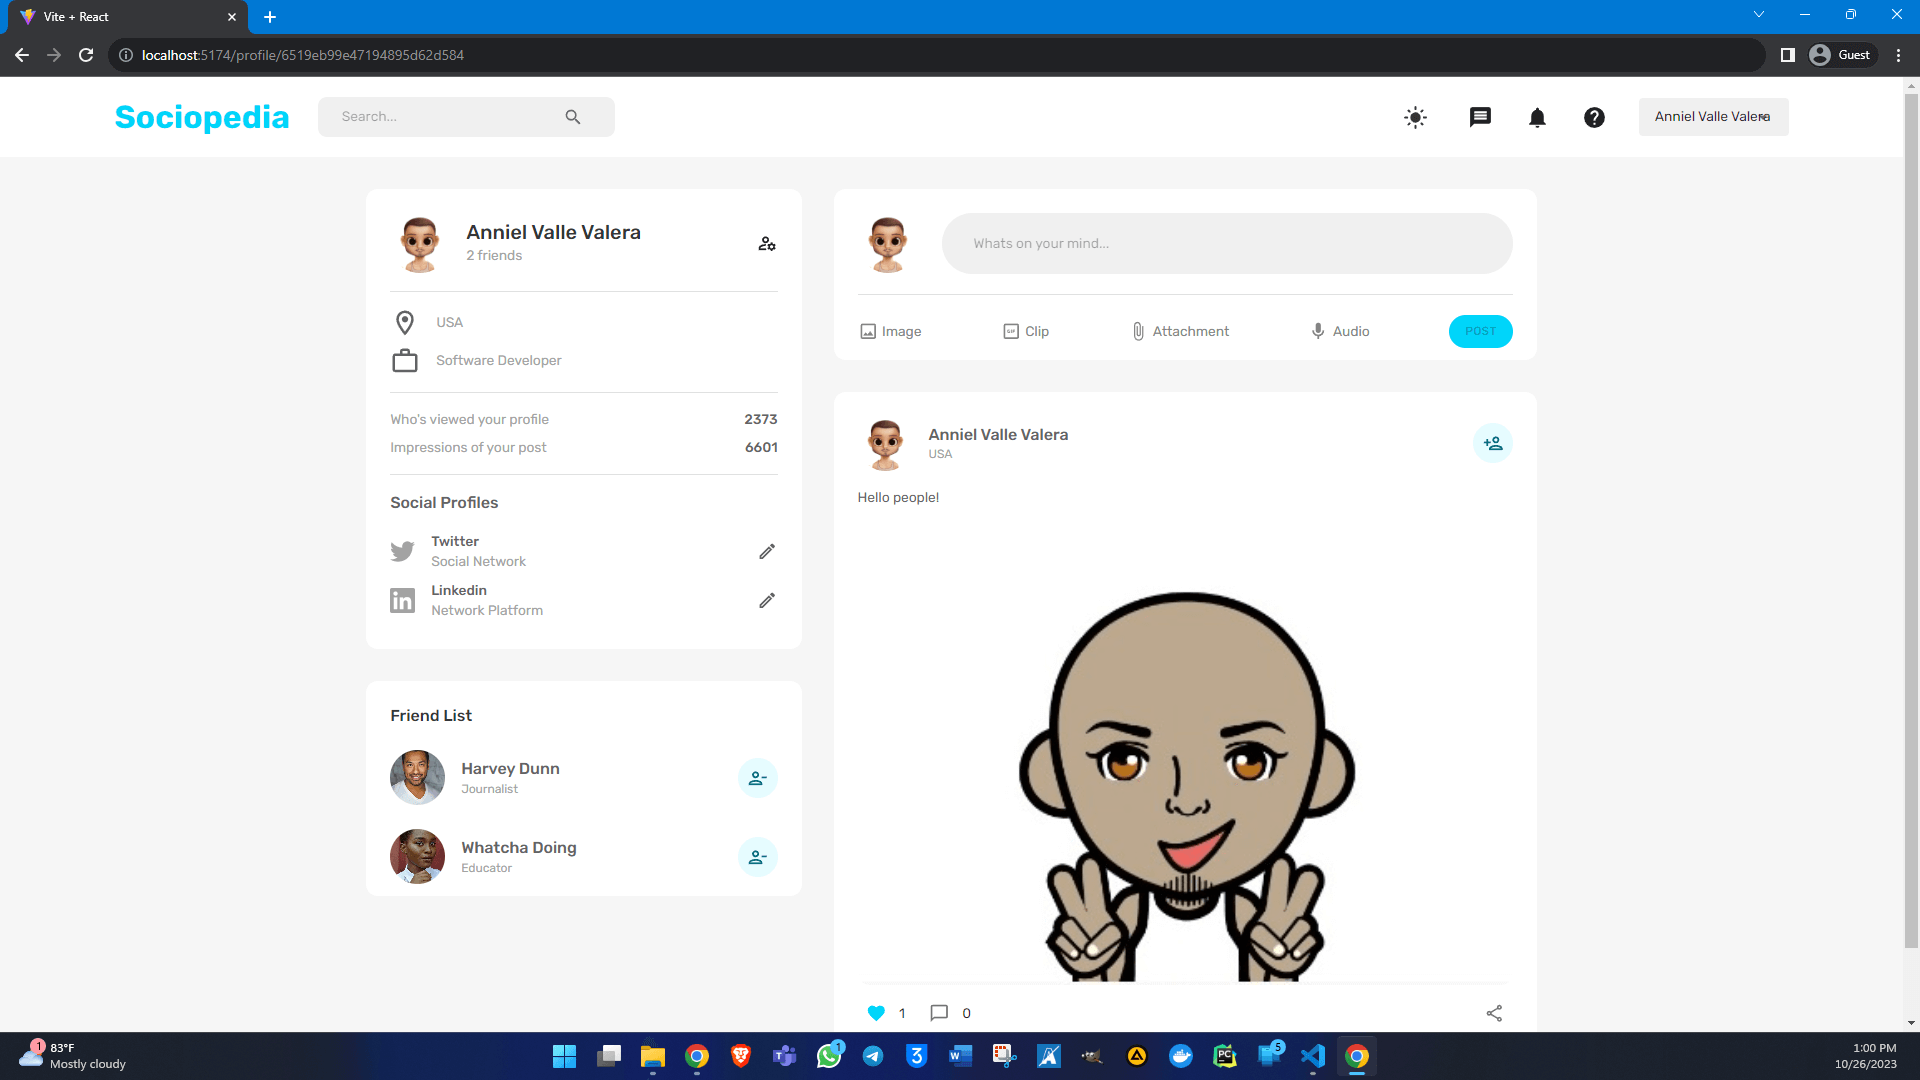 Vite + React
localhost:5174/profile/6519eb99e47194895d62d584
Guest
Sociopedia
Search...
Anniel Valle Valera
Anniel Valle Valera
2 friends
USA
Software Developer
Who's viewed your profile 2373
Impressions of your post 6601
Social Profiles
Twitter
Social Network
Linkedin
Network Platform
Friend List
Harvey Dunn
Journalist
Whatcha Doing
Educator
Whats on your mind...
Image
GIF
Clip
Attachment
Audio
POST
Anniel Valle Valera
USA
Hello people!
1
0
1
83°F
Mostly cloudy
1
5
1:00 PM
10/26/2023